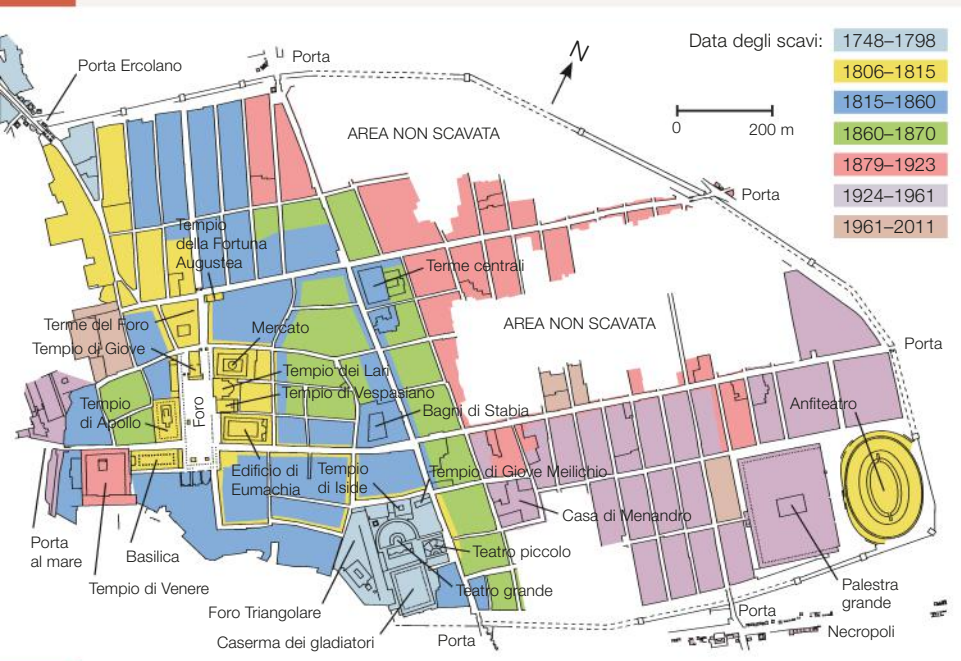 Porta Ercolano
Porta
N
Data degli scavi:
1748–1798
1806–1815
1815–1860
1860–1870
1879–1923
1924–1961
1961–2011
0
200 m
AREA NON SCAVATA
Porta
Tempio
della Fortuna
Augustea
Terme centrali
Terme del Foro
Mercato
AREA NON SCAVATA
Tempio di Giove
Porta
Tempio dei Lari
Tempio di Vespasiano
Tempio
di Apollo
Foro
Bagni di Stabia
Anfiteatro
Edificio di
Eumachia
Tempio
di Iside
Tempio di Giove Meilichio
Casa di Menandro
Porta
al mare
Basilica
Teatro piccolo
Tempio di Venere
Teatro grande
Palestra
grande
Foro Triangolare
Porta
Caserma dei gladiatori
Porta
Necropoli